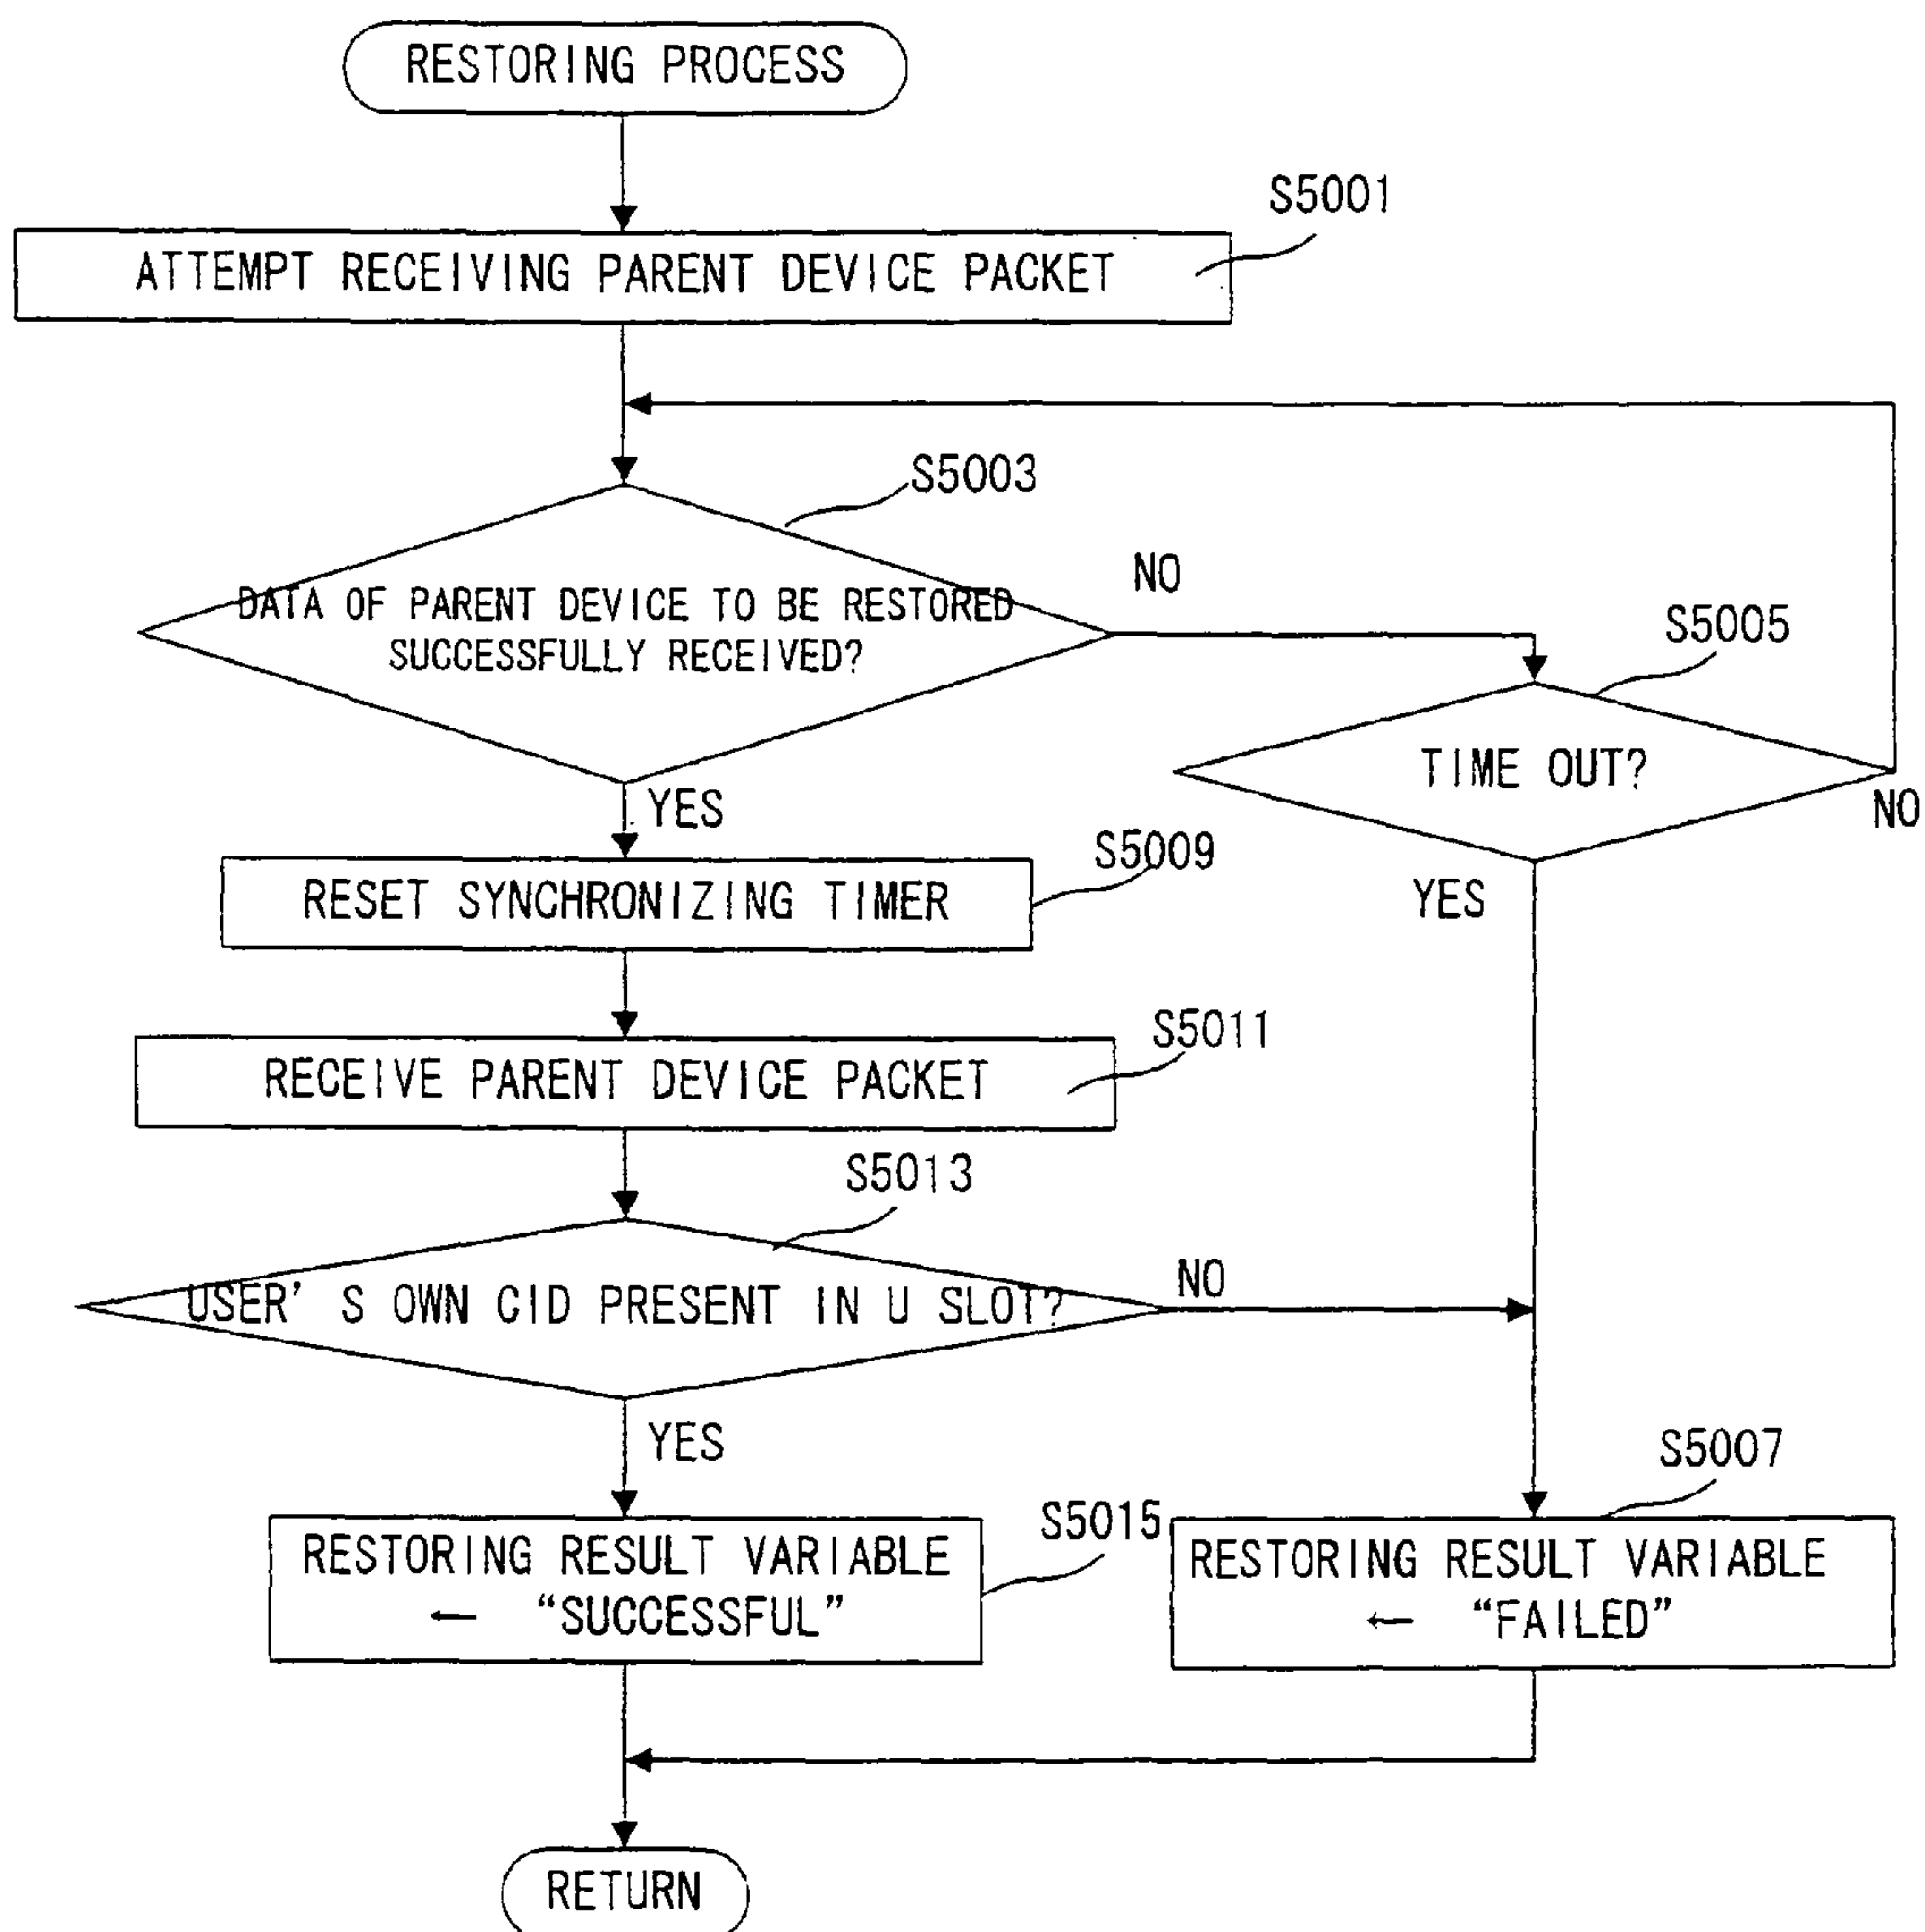 RESTORING PROCESS
S5001
ATTEMPT RECEIVING PARENT DEVICE PACKET
S5003
NO
DATA OF PARENT DEVICE TO BE RESTORED
SUCCESSFULLY RECEIVED?
S5005
TIME OUT?
NO
YES
S5009
YES
RESET SYNCHRONIZING TIMER
S5011
RECEIVE PARENT DEVICE PACKET
S5013
NO
USER' S OWN CID PRESENT IN U SLOT?
YES
S5007
S5015
RESTORING RESULT VARIABLE
← “SUCCESSFUL”
RESTORING RESULT VARIABLE
← “FAILED”
RETURN